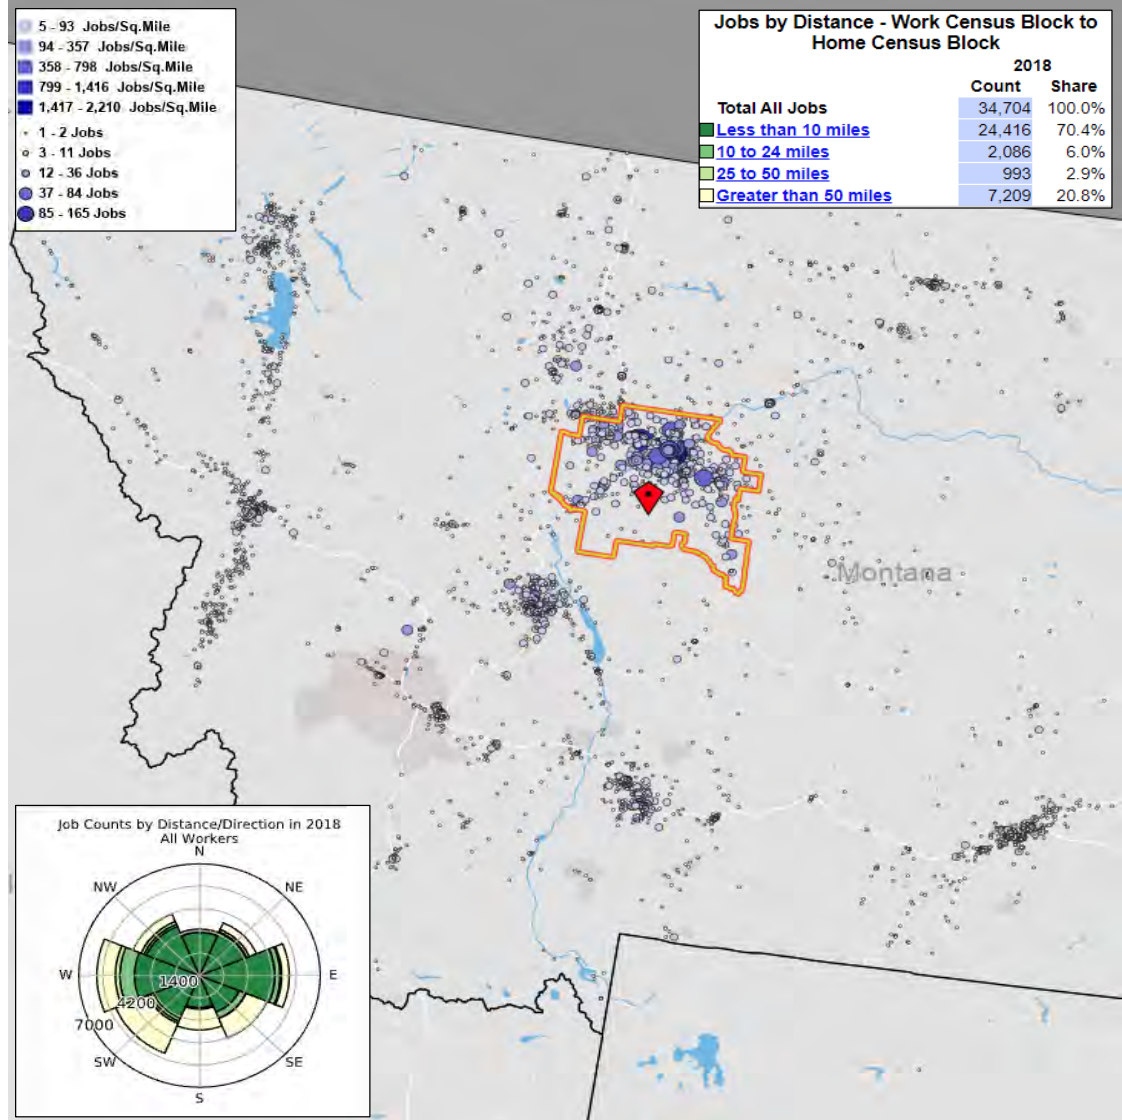 5 - 93 Jobs/Sq.Mile
94 - 357 Jobs/Sq.Mile
358 - 798 Jobs/Sq.Mile
799 - 1,416 Jobs/Sq.Mile
1,417 - 2,210 Jobs/Sq.Mile
1 - 2 Jobs
3 - 11 Jobs
12 - 36 Jobs
37 - 84 Jobs
85 - 165 Jobs
Jobs by Distance - Work Census Block to
Home Census Block
2018
Count Share
Total All Jobs 34,704 100.0%
Less than 10 miles 24,416 70.4%
10 to 24 miles 2,086 6.0%
25 to 50 miles 993 2.9%
Greater than 50 miles 7,209 20.8%
Montana
Job Counts by Distance/Direction in 2018
All Workers
N
NW NE
W E
1400
4200
7000
SW SE
S